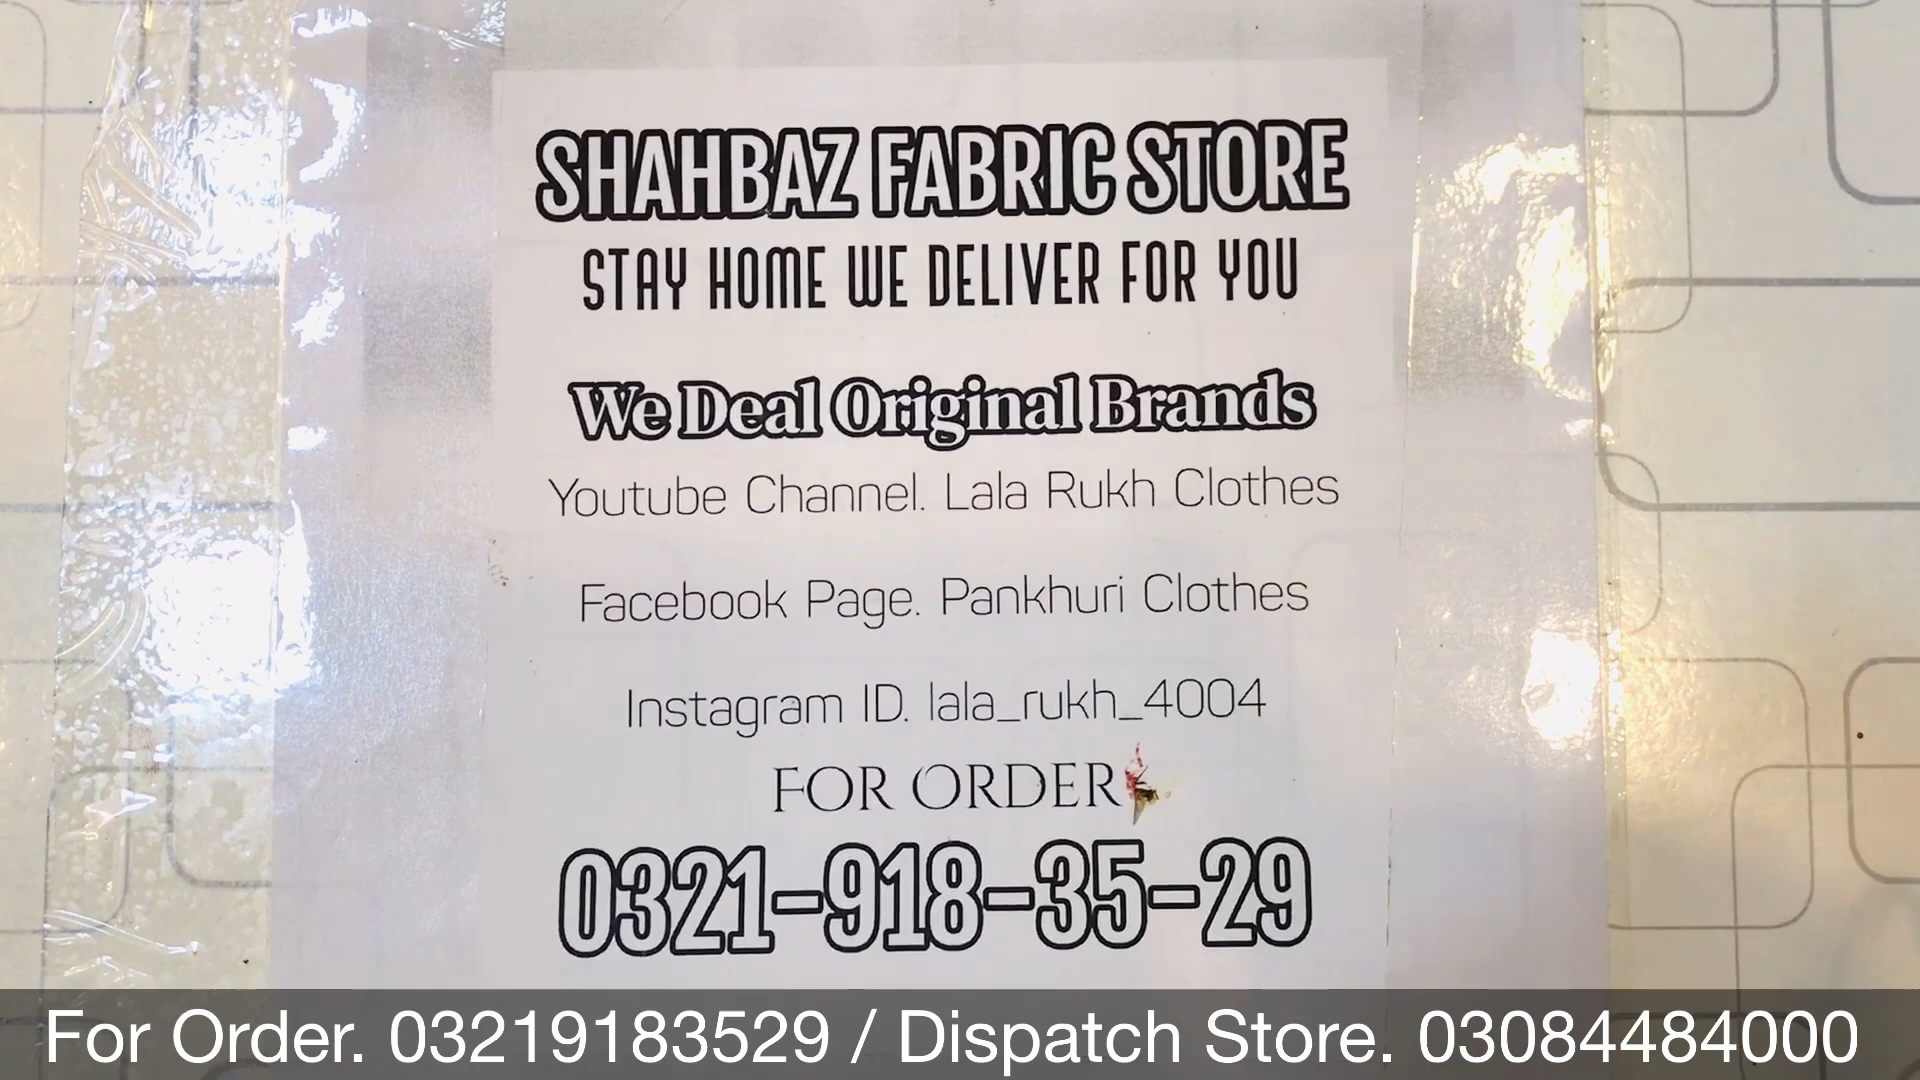 SHAHBAZ FABRIC STORE
STAY HOME WE DELIVER FOR YOU
We Deal Original Brands
Youtube Channel. Lala Rukh Clothes
Facebook Page. Pankhuri Clothes
Instagram ID. lala_rukh_4004
FOR ORDER
0321-918-35-29
For Order. 03219183529 / Dispatch Store. 03084484000